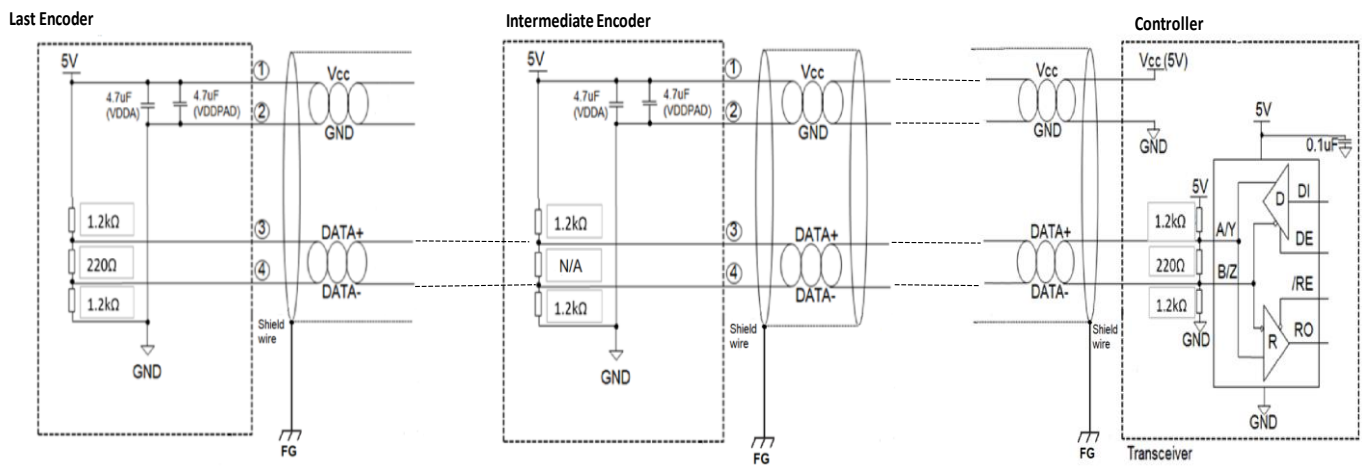 Last Encoder
5V
4.7uF
(VDDA)
4.7uF
(VDDPAD)
①
②
Vcc
GND
1.2kΩ
220Ω
1.2kΩ
③
④
DATA+
DATA-
GND
Shield
wire
FG
Intermediate Encoder
5V
4.7uF
(VDDA)
4.7uF
(VDDPAD)
①
②
Vcc
GND
1.2kΩ
N/A
1.2kΩ
③
④
DATA+
DATA-
GND
Shield
wire
FG
Vcc
GND
DATA+
DATA-
Shield
wire
FG
Controller
Vcc (5V)
GND
5V
0.1uF
5V
1.2kΩ
220Ω
1.2kΩ
GND
A/Y
B/Z
D
DI
DE
/RE
R
RO
GND
Transceiver